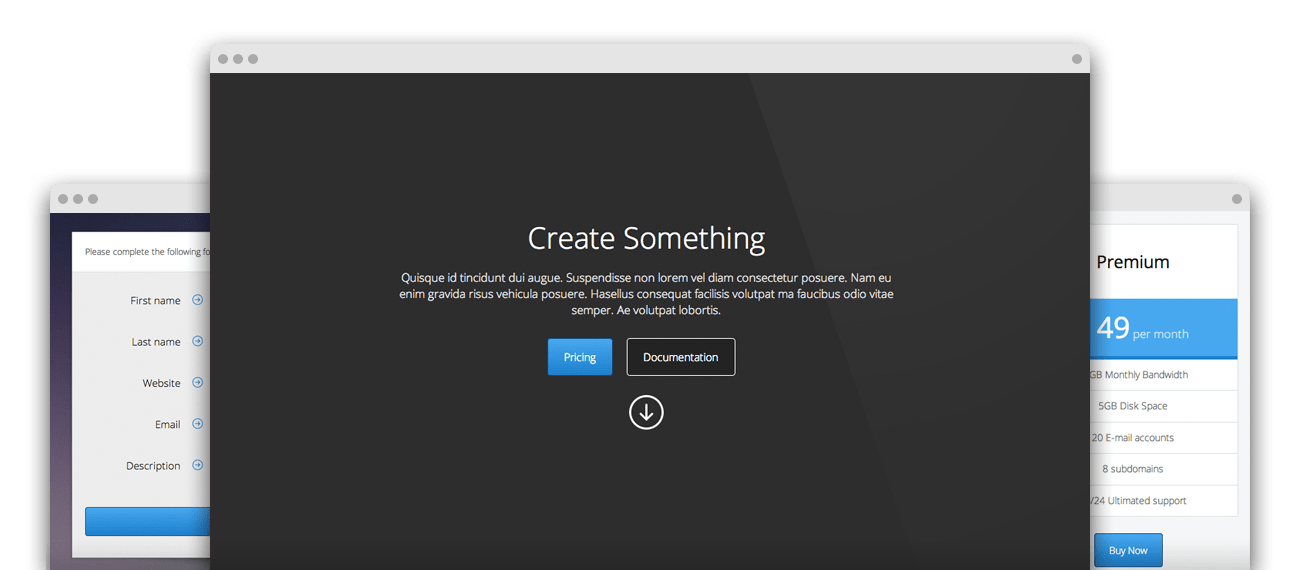 Create Something
Quisque id tincidunt dui augue. Suspendisse non lorem vel diam consectetur posuere. Nam eu
enim gravida risus vehicula posuere. Hasellus consequat facilisis volutpat ma faucibus odio vitae
semper. Ae volutpat lobortis.
Pricing
Documentation
Please complete the following fo
First name
Last name
Website
Email
Description
Premium
49 per month
GB Monthly Bandwidth
5GB Disk Space
20 E-mail accounts
8 subdomains
/24 Ultimated support
Buy Now